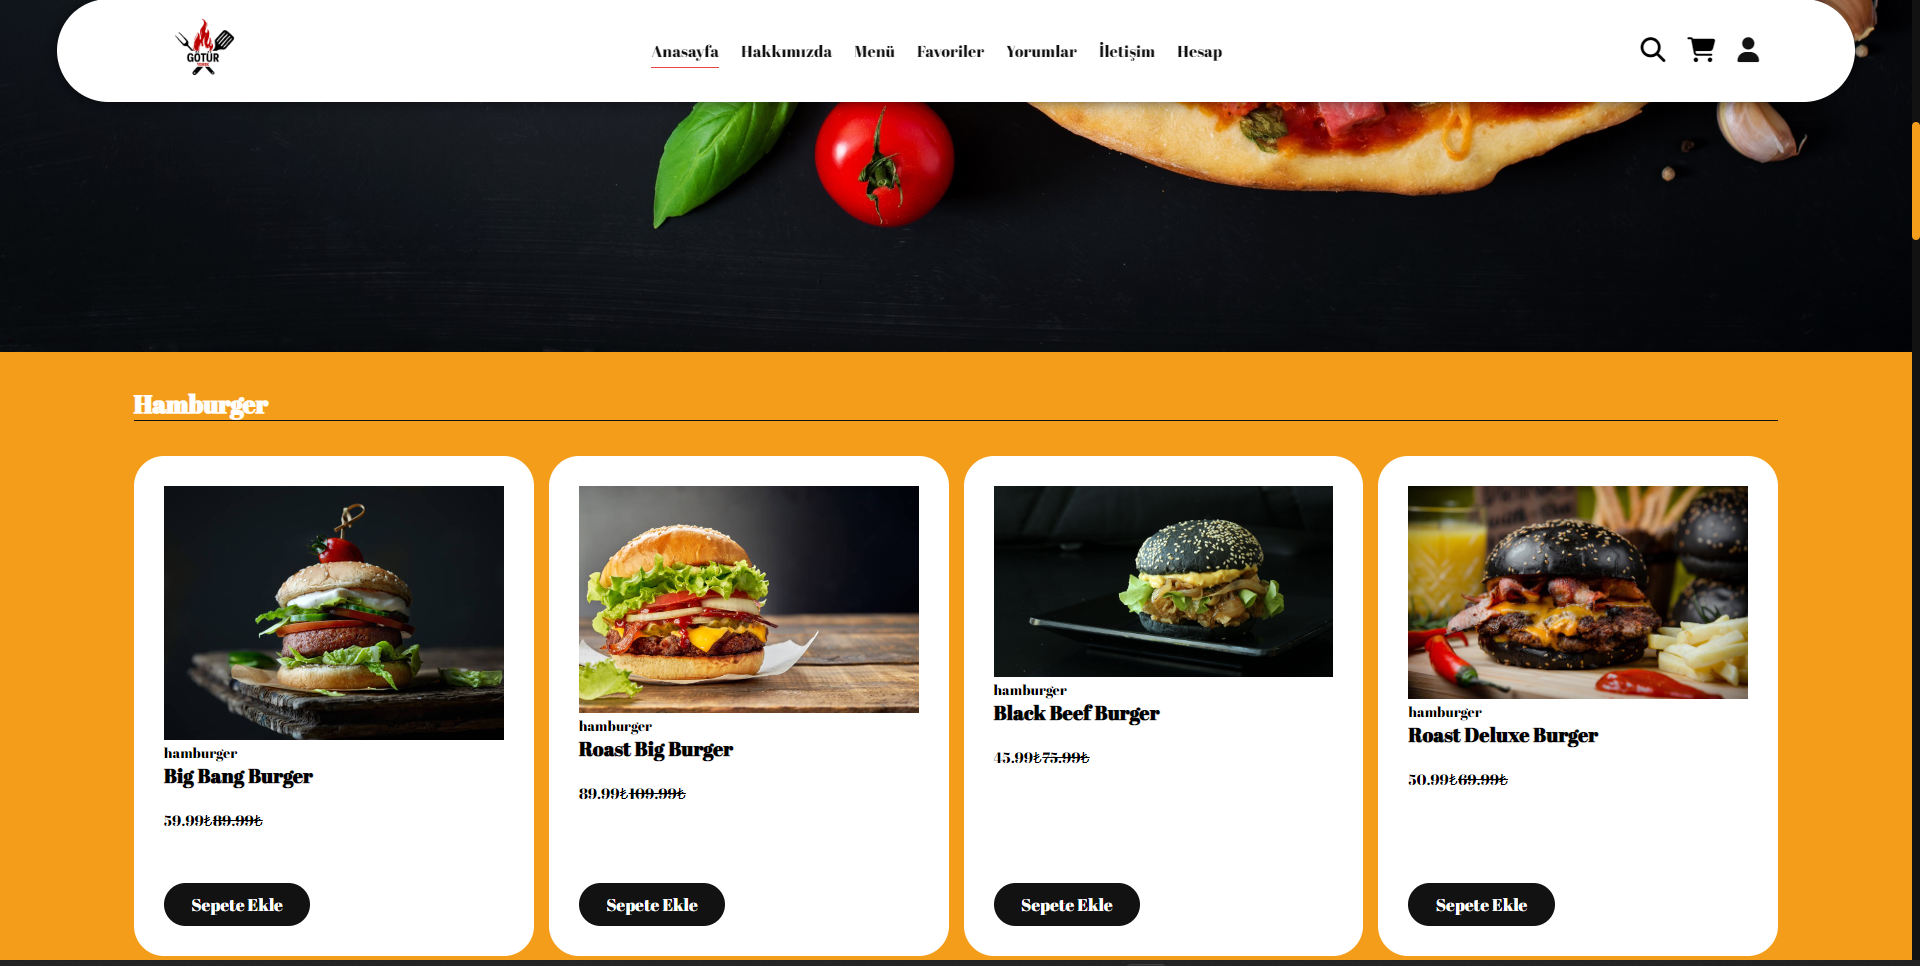 GÖTÜR
Anasayfa Hakkımızda Menü Favoriler Yorumlar İletişim Hesap
Hamburger
hamburger
Big Bang Burger
59.99₺89.99₺
Sepete Ekle
hamburger
Roast Big Burger
89.99₺109.99₺
Sepete Ekle
hamburger
Black Beef Burger
45.99₺75.99₺
Sepete Ekle
hamburger
Roast Deluxe Burger
50.99₺69.99₺
Sepete Ekle